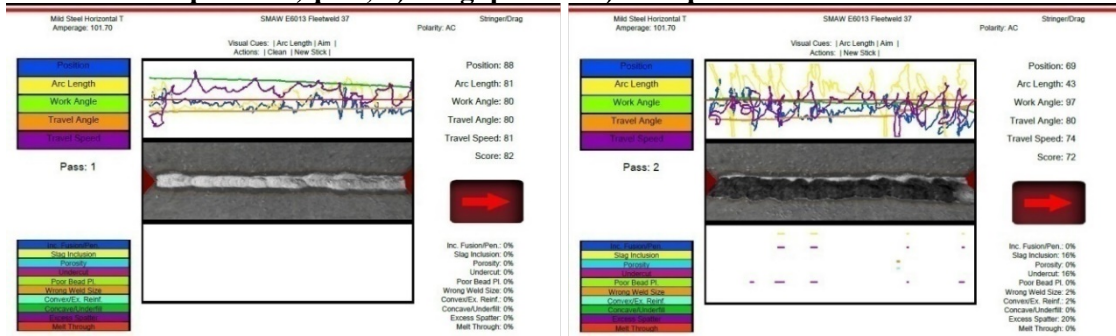 Mild Steel Horizontal T
Amperage: 101.70
SMAW E6013 Fleetweld 37
Stringer/Drag
Polarity: AC
Visual Cues: | Arc Length | Aim |
Actions: | Clean | New Stick |
Position
Arc Length
Work Angle
Travel Angle
Travel Speed
Pass: 1
Position: 88
Arc Length: 81
Work Angle: 80
Travel Angle: 80
Travel Speed: 81
Score: 82
Inc. Fusion/Pen.
Slag Inclusion
Porosity
Undercut
Poor Bead Pl.
Wrong Weld Size
Convex/Ex. Reinf.
Concave/Underfill
Excess Spatter
Melt Through
Inc. Fusion/Pen.: 0%
Slag Inclusion: 0%
Porosity: 0%
Undercut: 0%
Poor Bead Pl. 0%
Wrong Weld Size: 0%
Convex/Ex. Reinf.: 0%
Concave/Underfill: 0%
Excess Spatter: 0%
Melt Through: 0%
Mild Steel Horizontal T
Amperage: 101.70
SMAW E6013 Fleetweld 37
Stringer/Drag
Polarity: AC
Visual Cues: | Arc Length | Aim |
Actions: | Clean | New Stick |
Position
Arc Length
Work Angle
Travel Angle
Travel Speed
Pass: 2
Position: 69
Arc Length: 43
Work Angle: 97
Travel Angle: 80
Travel Speed: 74
Score: 72
Inc. Fusion/Pen.
Slag Inclusion
Porosity
Undercut
Poor Bead Pl.
Wrong Weld Size
Convex/Ex. Reinf.
Concave/Underfill
Excess Spatter
Melt Through
Inc. Fusion/Pen.: 0%
Slag Inclusion: 16%
Porosity: 0%
Undercut: 16%
Poor Bead Pl. 0%
Wrong Weld Size: 2%
Convex/Ex. Reinf.: 2%
Concave/Underfill: 0%
Excess Spatter: 20%
Melt Through: 0%